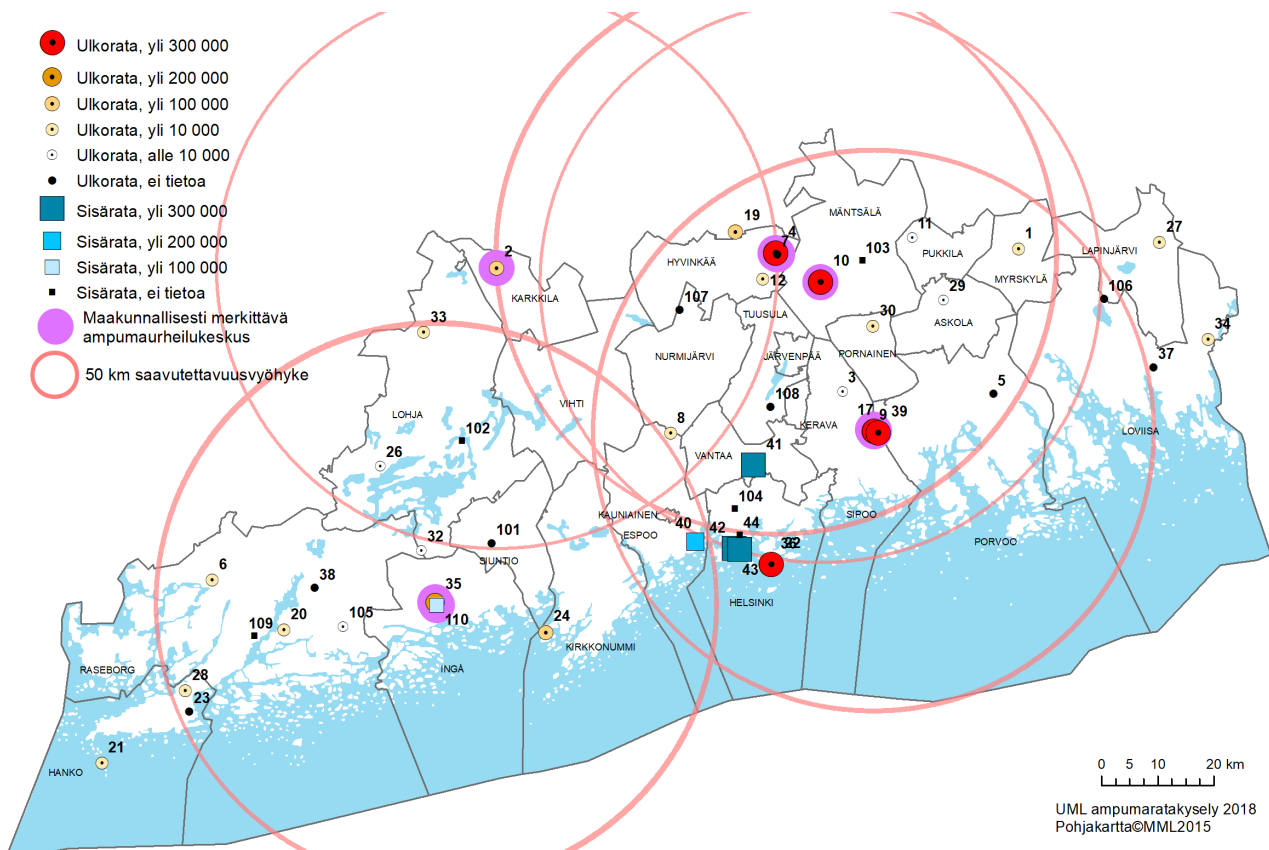 Ulkorata, yli 300 000
Ulkorata, yli 200 000
Ulkorata, yli 100 000
Ulkorata, yli 10 000
Ulkorata, alle 10 000
Ulkorata, ei tietoa
Sisärata, yli 300 000
Sisärata, yli 200 000
Sisärata, yli 100 000
Sisärata, ei tietoa
Maakunnallisesti merkittävä
ampumaurheilukeskus
50 km saavutettavuusvyöhyke
MÄNTSÄLÄ
19
4
7
11
1
27
2
10
103
PUKKILA
LAPINJÄRVI
HYVINKÄÄ
MYRSKYLÄ
KARKKILA
12
107
29
106
TUUSULA
ASKOLA
33
30
34
NURMIJÄRVI
JÄRVENPÄÄ
PORNAINEN
37
3
5
108
VIHTI
LOHJA
17
9
39
KERAVA
8
LOVIISA
102
41
26
VANTAA
104
KAUNIAINEN
SIPOO
40
42
44
ESPOO
32
101
36
PORVOO
SIUNTIO
43
6
38
35
HELSINKI
20
105
110
24
109
KIRKKONUMMI
RASEBORG
INGÅ
28
23
21
HANKO
0 5 10 20 km
UML ampumaratakysely 2018
Pohjakartta©MML2015